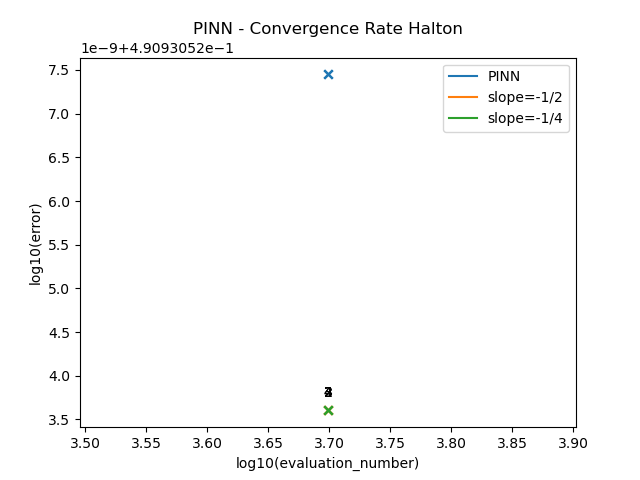 PINN - Convergence Rate Halton
1e−9+4.9093052e−1
7.5
7.0
6.5
6.0
5.5
5.0
4.5
4.0
3.5
log10(error)
PINN
slope=-1/2
slope=-1/4
3.50
3.55
3.60
3.65
3.70
3.75
3.80
3.85
3.90
log10(evaluation_number)